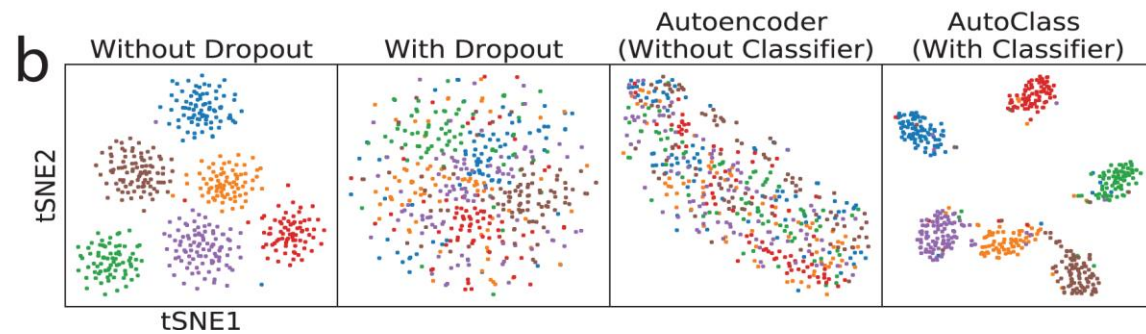 b
Without Dropout
With Dropout
Autoencoder
(Without Classifier)
AutoClass
(With Classifier)
tSNE2
tSNE1